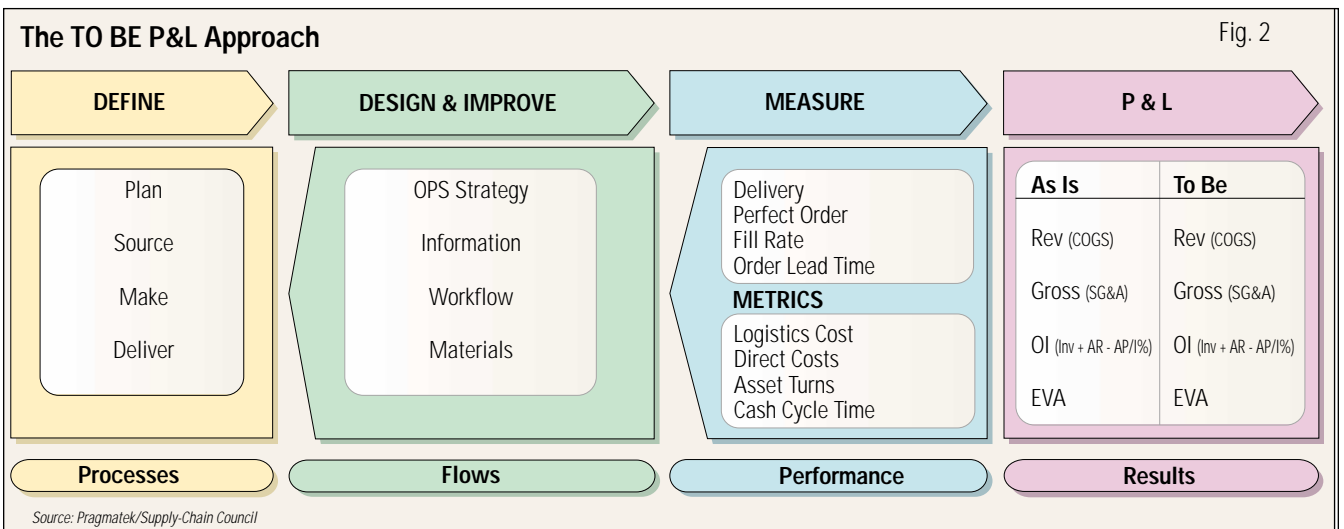 The TO BE P&L Approach
Fig. 2
DEFINE
DESIGN & IMPROVE
MEASURE
P & L
Plan
Source
Make
Deliver
OPS Strategy
Information
Workflow
Materials
Delivery
Perfect Order
Fill Rate
Order Lead Time
METRICS
Logistics Cost
Direct Costs
Asset Turns
Cash Cycle Time
As Is To Be
Rev (COGS) Rev (COGS)
Gross (SG&A) Gross (SG&A)
OI (Inv + AR - AP/I%) OI (Inv + AR - AP/I%)
EVA EVA
Processes
Flows
Performance
Results
Source: Pragmatek/Supply-Chain Council